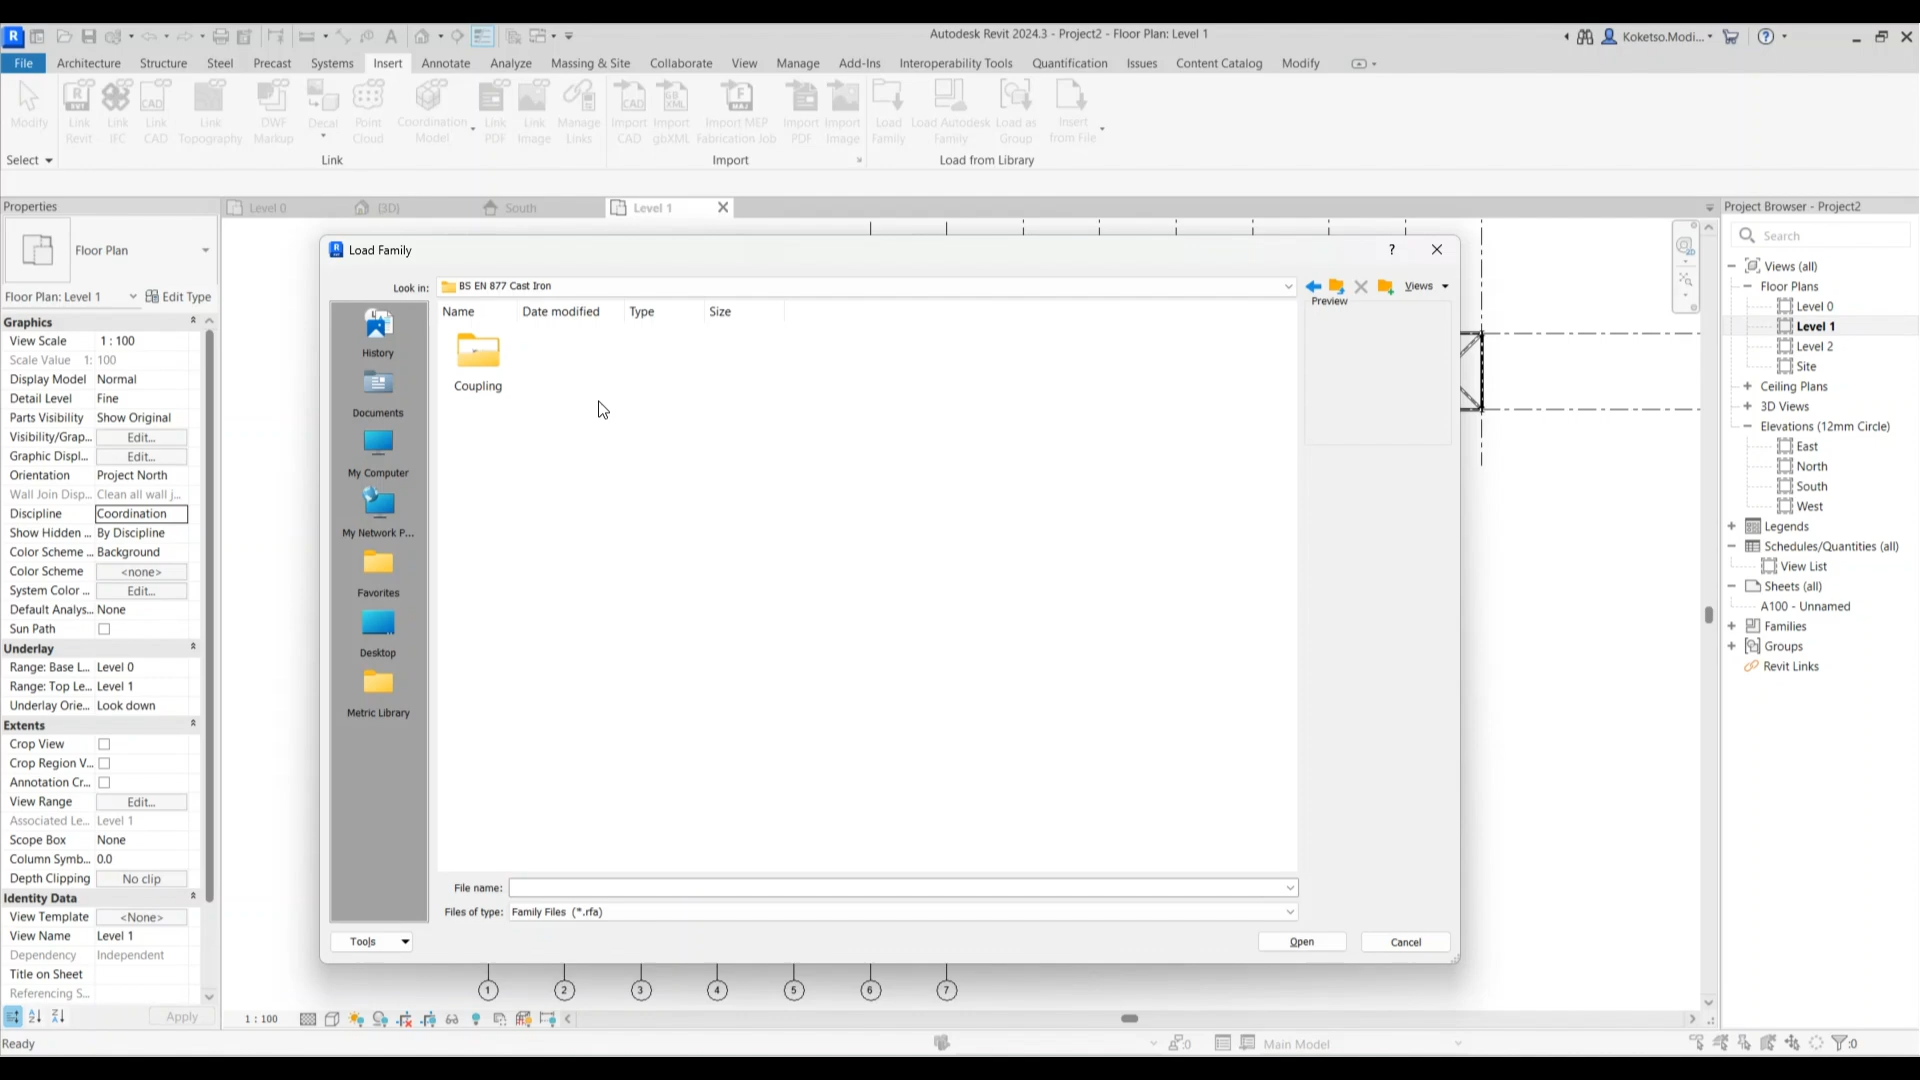 Autodesk Revit 2024.3 - Project2 - Floor Plan: Level 1
Koketso.Modi...
File Architecture Structure Steel Precast Systems Insert Annotate Analyze Massing & Site Collaborate View Manage Add-Ins Interoperability Tools Quantification Issues Content Catalog Modify
Modify
Link Revit
Link IFC
Link CAD
Link Topography
DWF Markup
Decal
Point Cloud
Coordination Model
Link PDF
Link Image
Manage Links
Import CAD
Import gbXML
Import MEP Fabrication Job
Import PDF
Import Image
Load Family
Load Autodesk Family
Load as Group
Insert from File
Select
Link
Import
Load from Library
Properties
Level 0
(3D)
South
Level 1
Project Browser - Project2
Floor Plan
Floor Plan: Level 1
Edit Type
Graphics
View Scale 1 : 100
Scale Value 1: 100
Display Model Normal
Detail Level Fine
Parts Visibility Show Original
Visibility/Grap... Edit...
Graphic Displ... Edit...
Orientation Project North
Wall Join Disp... Clean all wall j...
Discipline Coordination
Show Hidden ... By Discipline
Color Scheme ... Background
Color Scheme <none>
System Color ... Edit...
Default Analys... None
Sun Path
Underlay
Range: Base L... Level 0
Range: Top Le... Level 1
Underlay Orie... Look down
Extents
Crop View
Crop Region V...
Annotation Cr...
View Range Edit...
Associated Le... Level 1
Scope Box None
Column Symb... 0.0
Depth Clipping No clip
Identity Data
View Template <None>
View Name Level 1
Dependency Independent
Title on Sheet
Referencing S...
Apply
Load Family
Look in: BS EN 877 Cast Iron
Views
Preview
Name Date modified Type Size
Coupling
History
Documents
My Computer
My Network P...
Favorites
Desktop
Metric Library
File name:
Files of type: Family Files (*.rfa)
Tools
Open
Cancel
1 2 3 4 5 6 7
Search
Views (all)
Floor Plans
Level 0
Level 1
Level 2
Site
Ceiling Plans
3D Views
Elevations (12mm Circle)
East
North
South
West
Legends
Schedules/Quantities (all)
View List
Sheets (all)
A100 - Unnamed
Families
Groups
Revit Links
1 : 100
Ready
:0
Main Model
:0